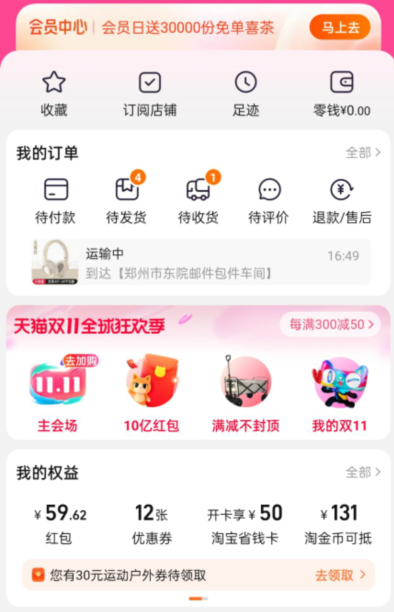 会员中心 会员日送30000份免单喜茶 马上去
收藏 订阅店铺 足迹 零钱¥0.00
我的订单 全部
4 1
待付款 待发货 待收货 待评价 退款/售后
运输中 16:49
到达【郑州市东院邮件包件车间】
天猫双11全球狂欢季 每满300减50
去加购
11.11
主会场 10亿红包 满减不封顶 我的双11
我的权益 全部
¥59.62 12张 开卡享¥50 ¥131
红包 优惠券 淘宝省钱卡 淘金币可抵
您有30元运动户外券待领取 去领取